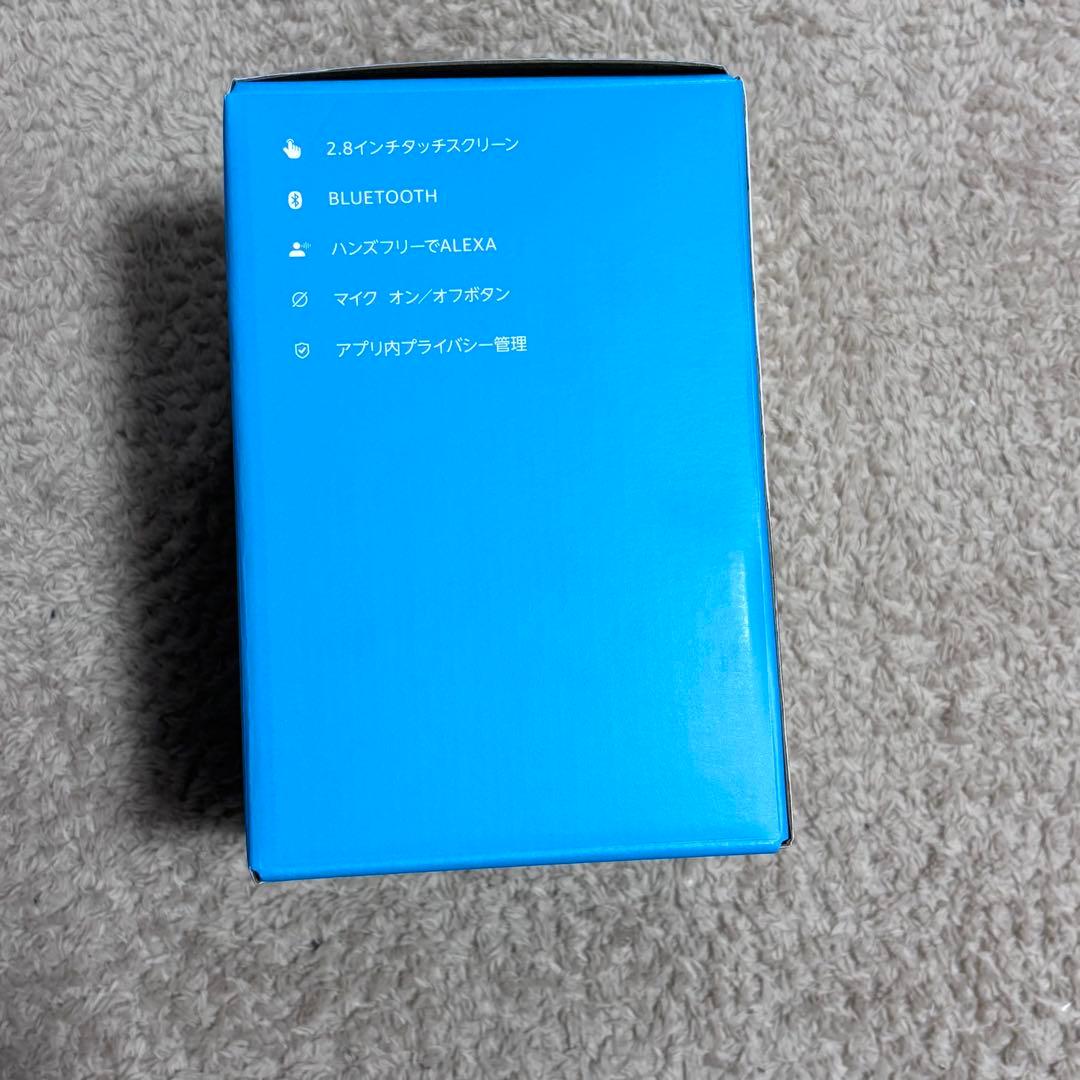 2.8インチタッチスクリーン
BLUETOOTH
ハンズフリーでALEXA
マイク オン／オフボタン
アプリ内プライバシー管理